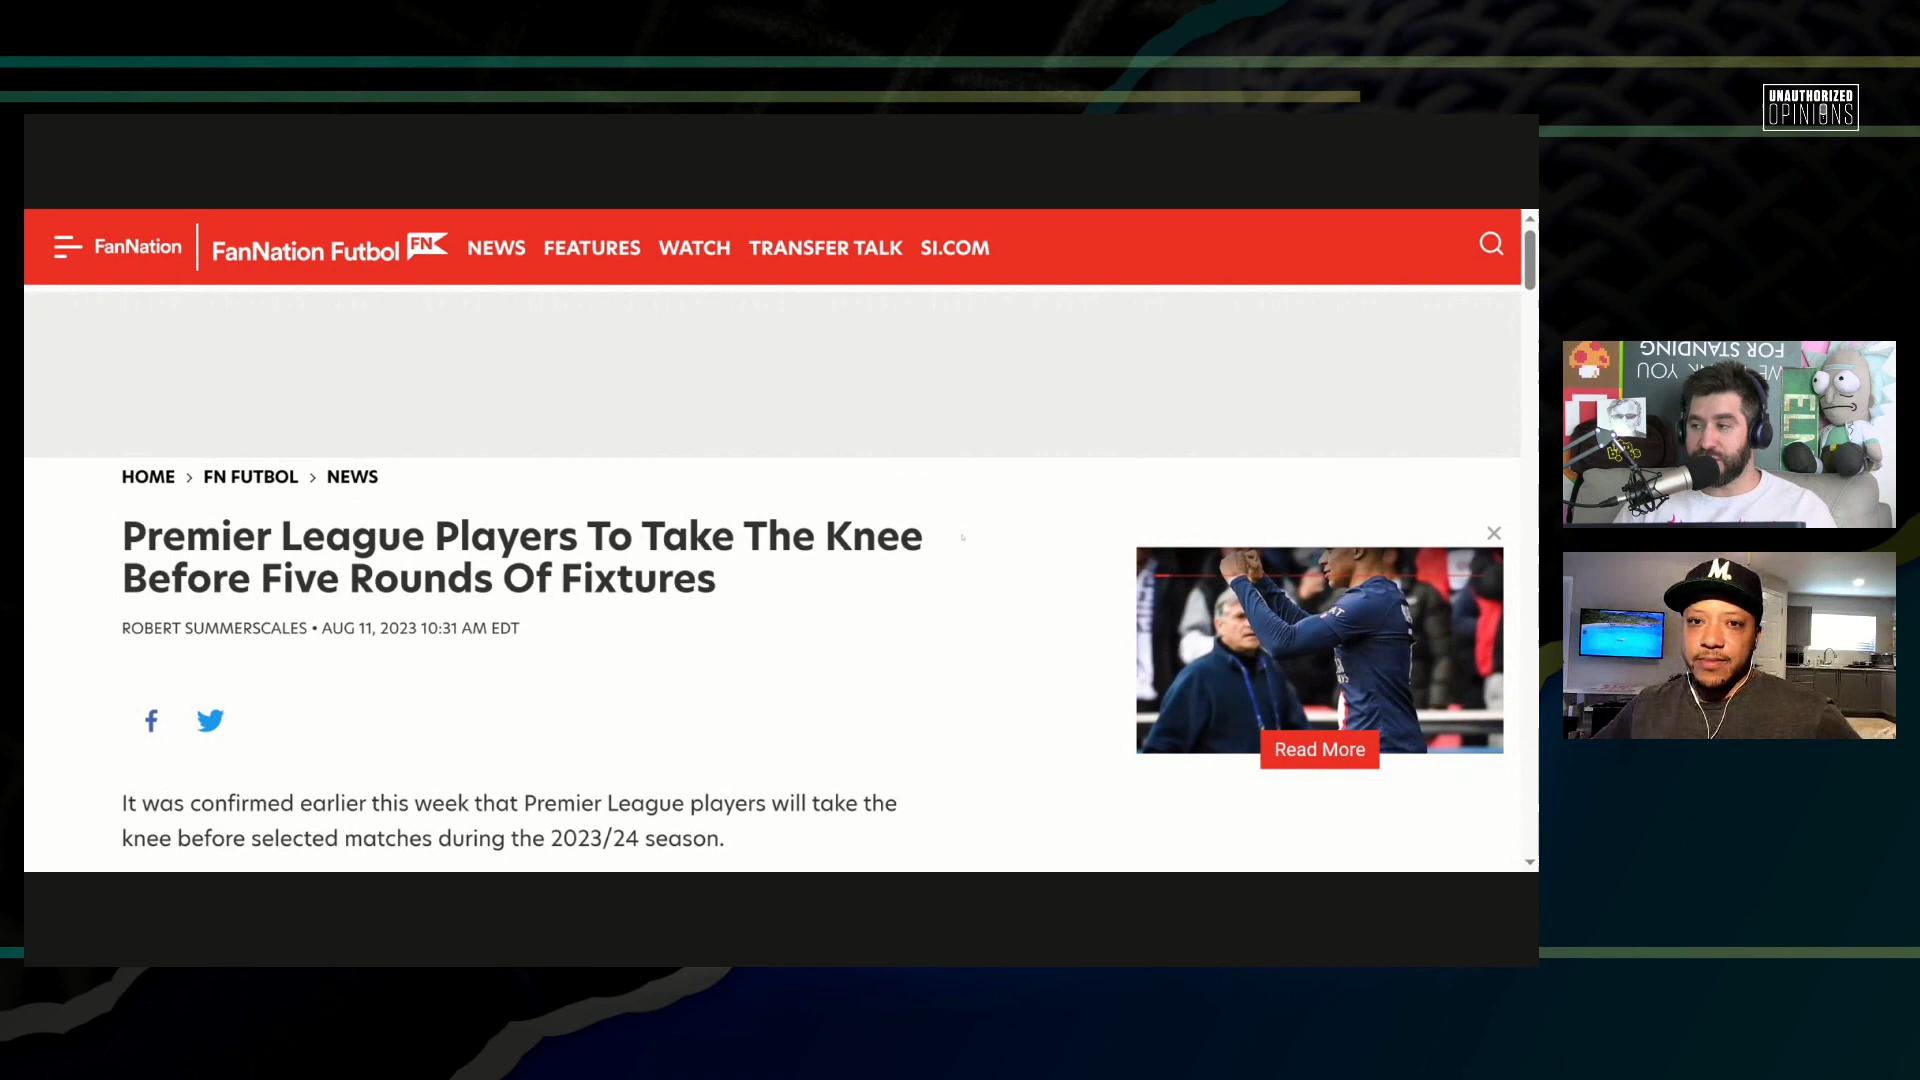 UNAUTHORIZED
OPINIONS
FanNation
FanNation Futbol FN
NEWS FEATURES WATCH TRANSFER TALK SI.COM
HOME > FN FUTBOL > NEWS
Premier League Players To Take The Knee
Before Five Rounds Of Fixtures
ROBERT SUMMERSCALES • AUG 11, 2023 10:31 AM EDT
Read More
It was confirmed earlier this week that Premier League players will take the
knee before selected matches during the 2023/24 season.
FOR STANDING
YOU
M.